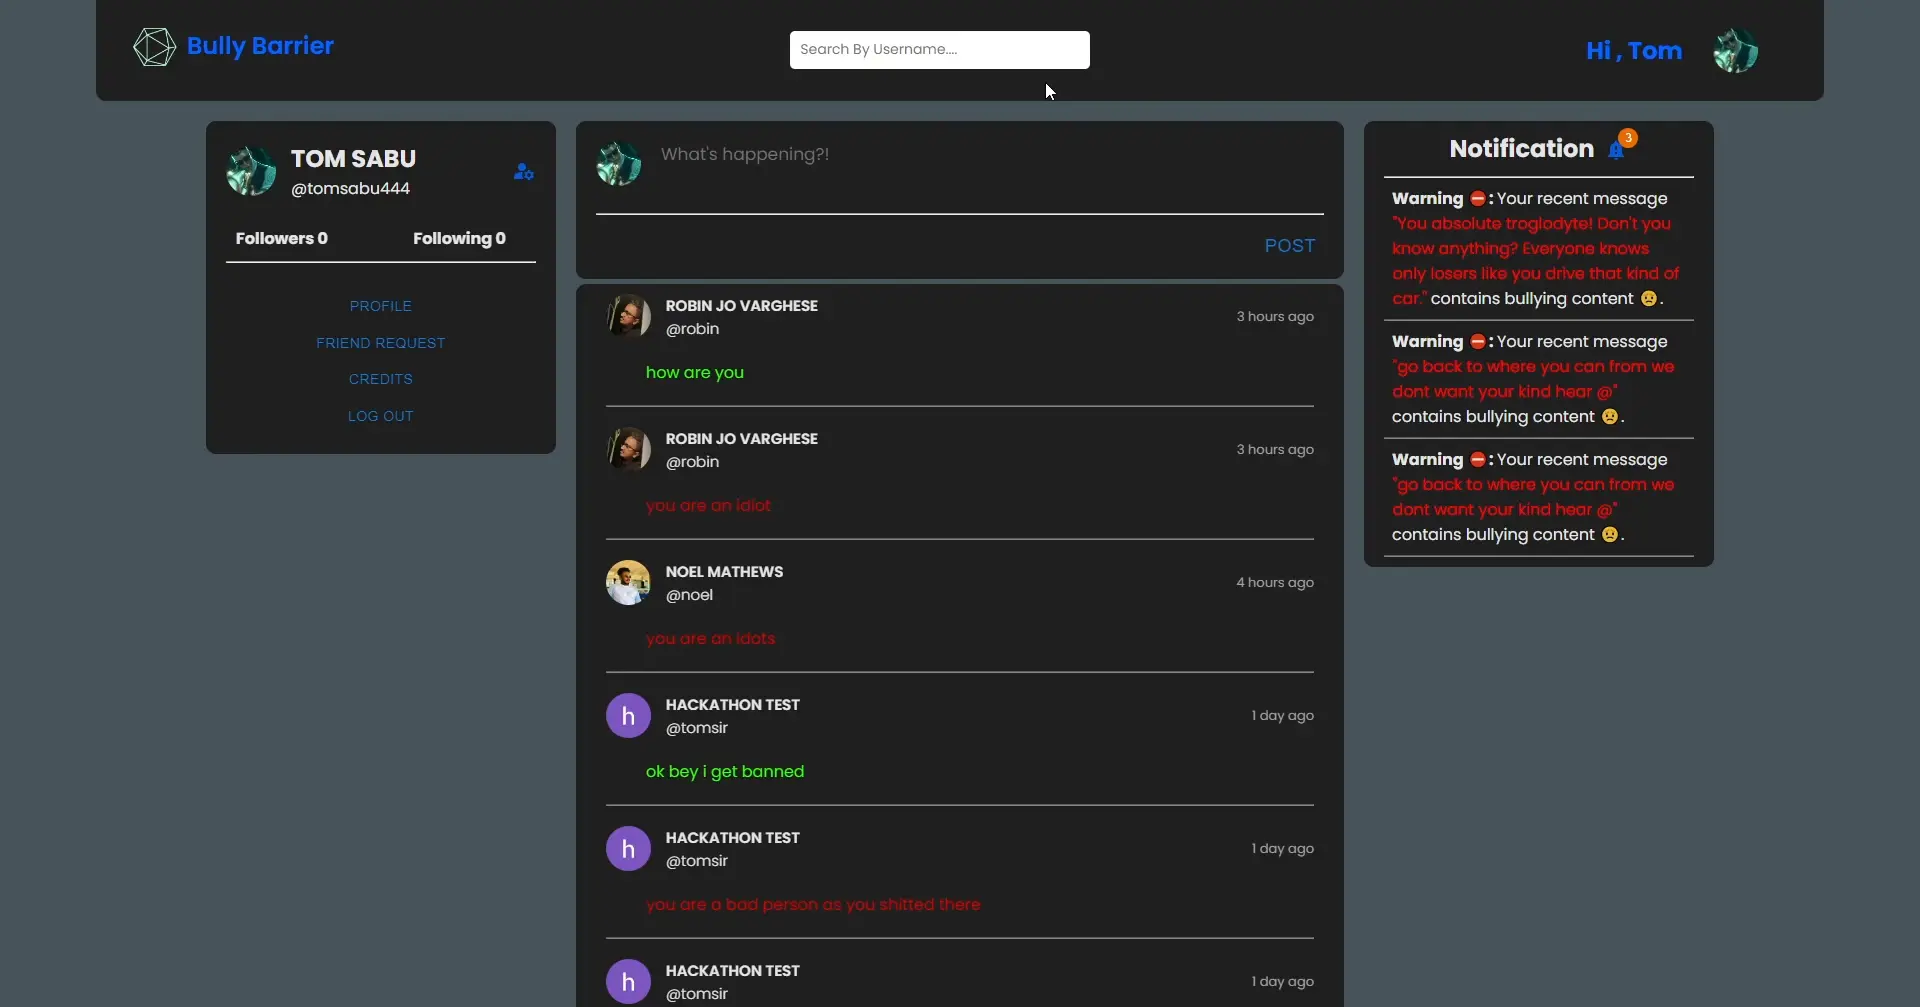 Bully Barrier
Search By Username....
Hi , Tom
TOM SABU
@tomsabu444
Followers 0
Following 0
PROFILE
FRIEND REQUEST
CREDITS
LOG OUT
What's happening?!
POST
ROBIN JO VARGHESE
3 hours ago
@robin
how are you
ROBIN JO VARGHESE
3 hours ago
@robin
you are an idiot
NOEL MATHEWS
4 hours ago
@noel
you are an idots
h
HACKATHON TEST
1 day ago
@tomsir
ok bey i get banned
h
HACKATHON TEST
1 day ago
@tomsir
you are a bad person as you shitted there
h
HACKATHON TEST
1 day ago
@tomsir
Notification
3
Warning ⛔: Your recent message
"You absolute troglodyte! Don't you
know anything? Everyone knows
only losers like you drive that kind of
car." contains bullying content 😟.
Warning ⛔: Your recent message
"go back to where you can from we
dont want your kind hear @"
contains bullying content 😟.
Warning ⛔: Your recent message
"go back to where you can from we
dont want your kind hear @"
contains bullying content 😟.